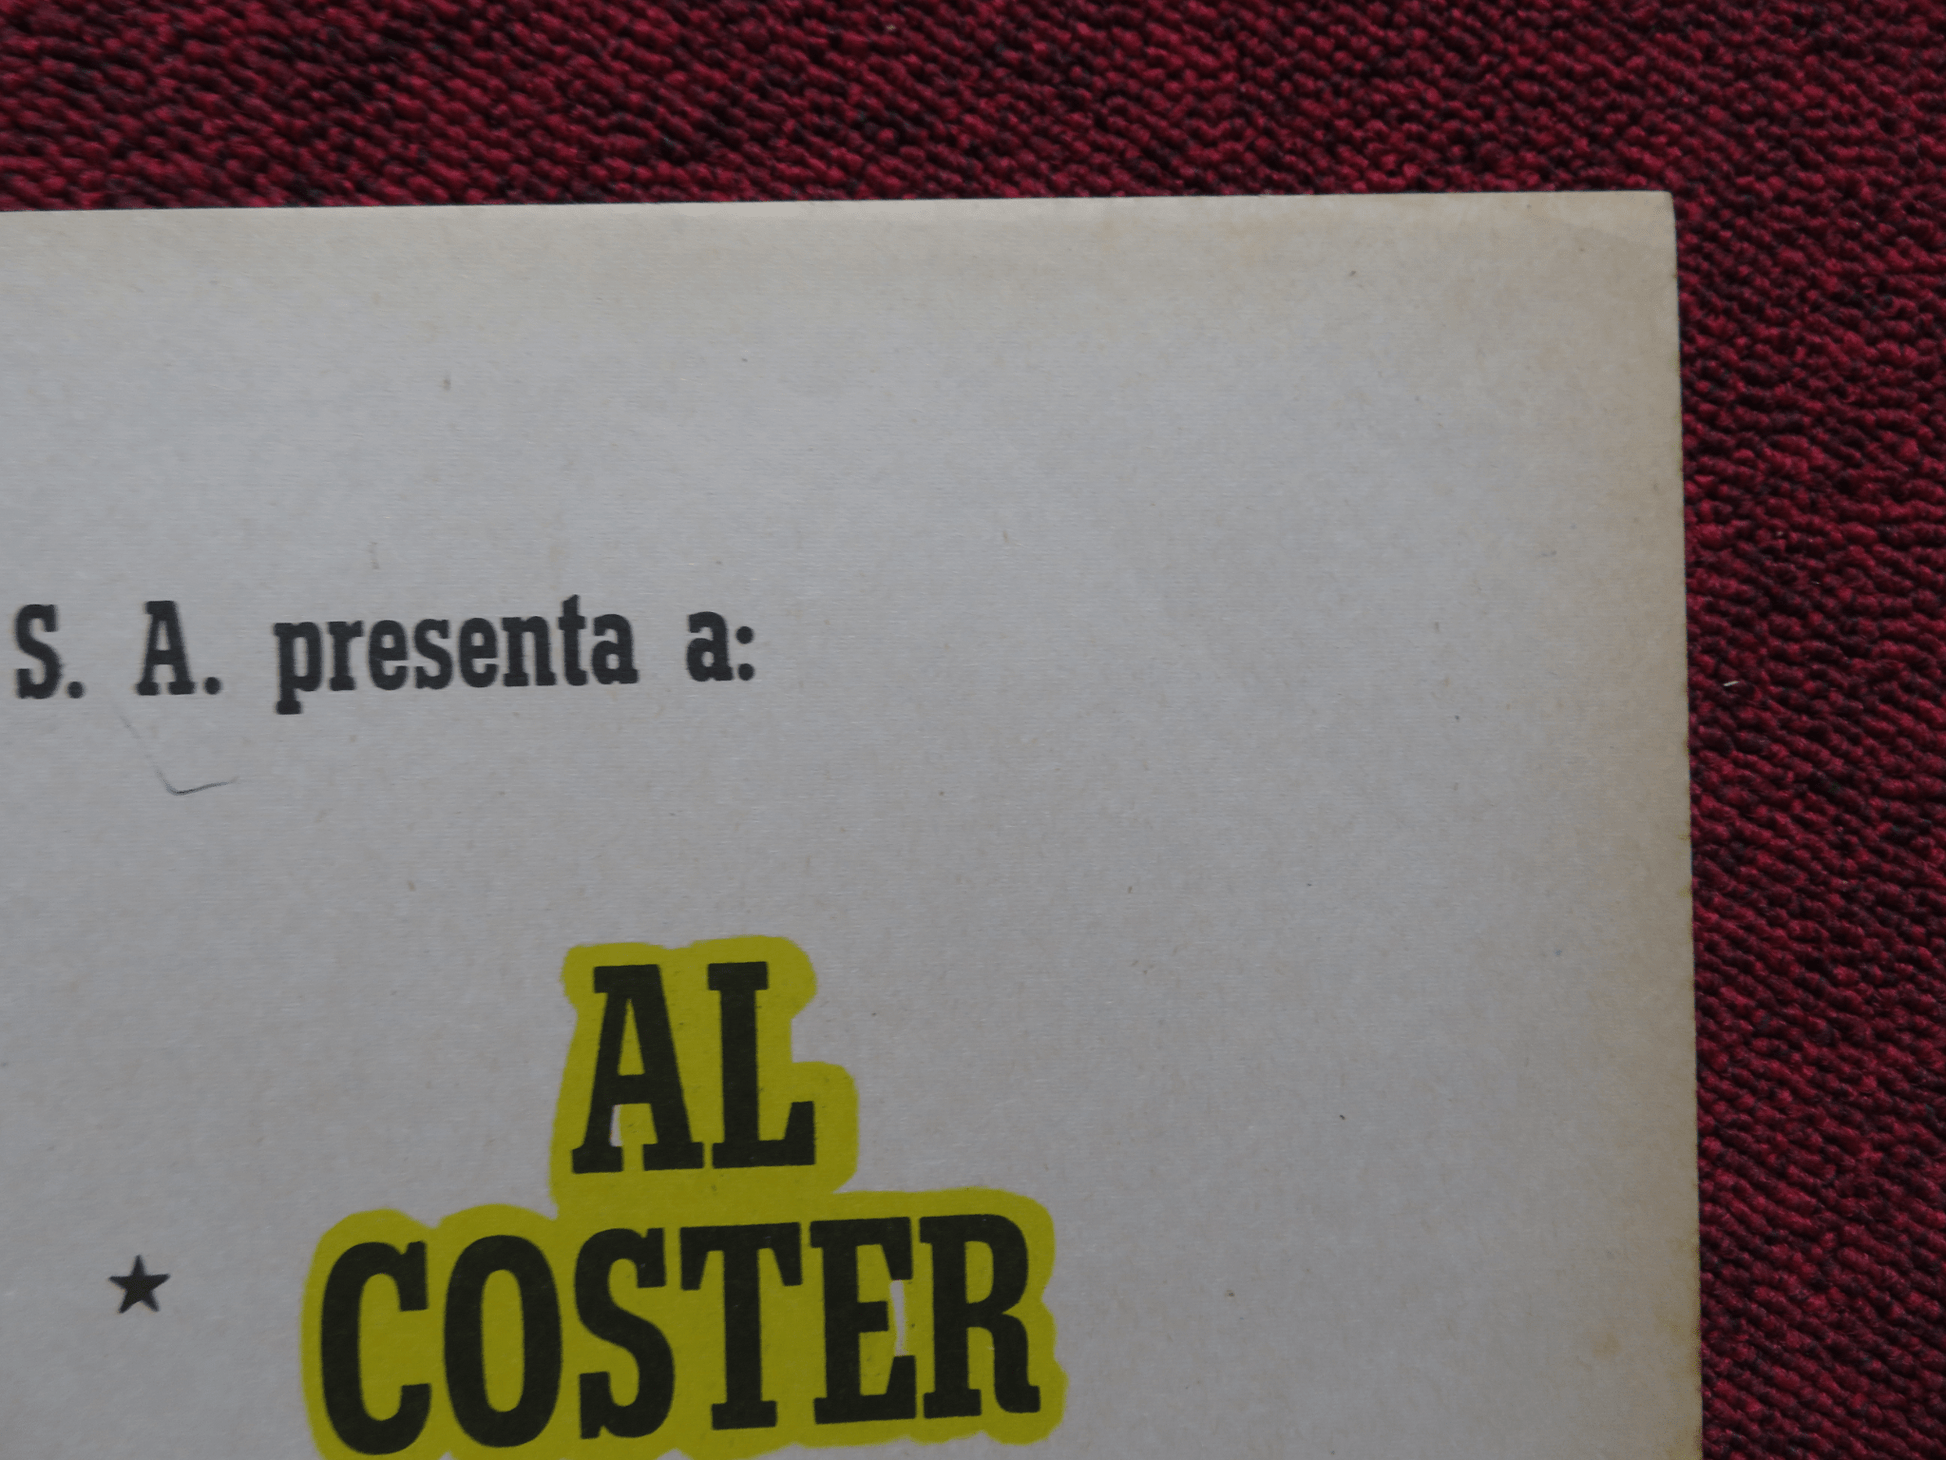 S. A. presenta a:
AL
★ COSTER